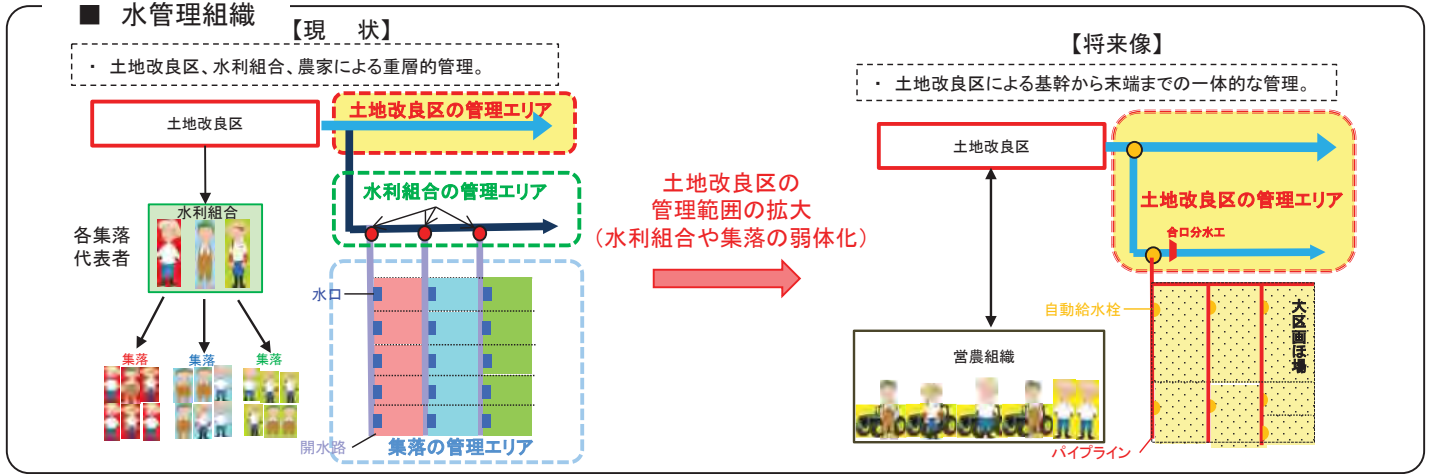 ■ 水管理組織
【現 状】
・ 土地改良区、水利組合、農家による重層的管理。
土地改良区
土地改良区の管理エリア
水利組合の管理エリア
水利組合
各集落
代表者
集落
集落
集落
水口
開水路
集落の管理エリア
土地改良区の
管理範囲の拡大
(水利組合や集落の弱体化)
【将来像】
・ 土地改良区による基幹から末端までの一体的な管理。
土地改良区
土地改良区の管理エリア
合口分水工
自動給水栓
大区画ほ場
営農組織
パイプライン